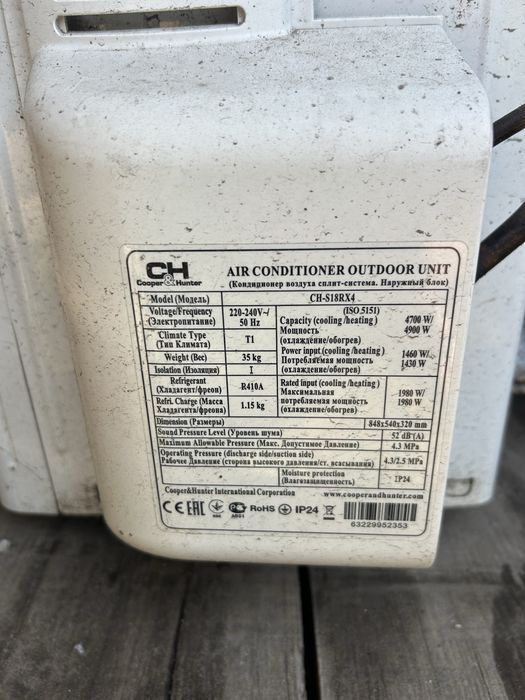 CH
Cooper&Hunter
AIR CONDITIONER OUTDOOR UNIT
(Кондиционер воздуха сплит-система. Наружный блок)
Model (Модель) CH-S18RX4
Voltage/Frequency (Электропитание) 220-240V~/ 50 Hz
(ISO 5151)
Capacity (cooling /heating )
Мощность
(охлаждение/обогрев)
4700 W/
4900 W
Climate Type
(Тип Климата)
T1
Weight (Вес) 35 kg
Power input (cooling /heating )
Потребляемая мощность
(охлаждение/обогрев)
1460 W/
1430 W
Isolation (Изоляция) I
Refrigerant
(Хладагент/фреон)
R410A
Rated input (cooling /heating )
Максимальная
потребляемая мощность
(охлаждение/обогрев)
1980 W/
1980 W
Refri. Charge (Масса
Хладагента/фреона)
1.15 kg
Dimension (Размеры) 848x540x320 mm
Sound Pressure Level (Уровень шума) 52 dB (A)
Maximum Allowable Pressure (Макс. Допустимое Давление) 4.3 MPa
Operating Pressure (discharge side/suction side)
Рабочее Давление (сторона высокого давления/ст. всасывания)
4.3/2.5 MPa
Moisture protection
(Влагозащищенность)
IP24
Cooper&Hunter International Corporation www.cooperandhunter.com
CE EAC RoHS IP24
63229952353